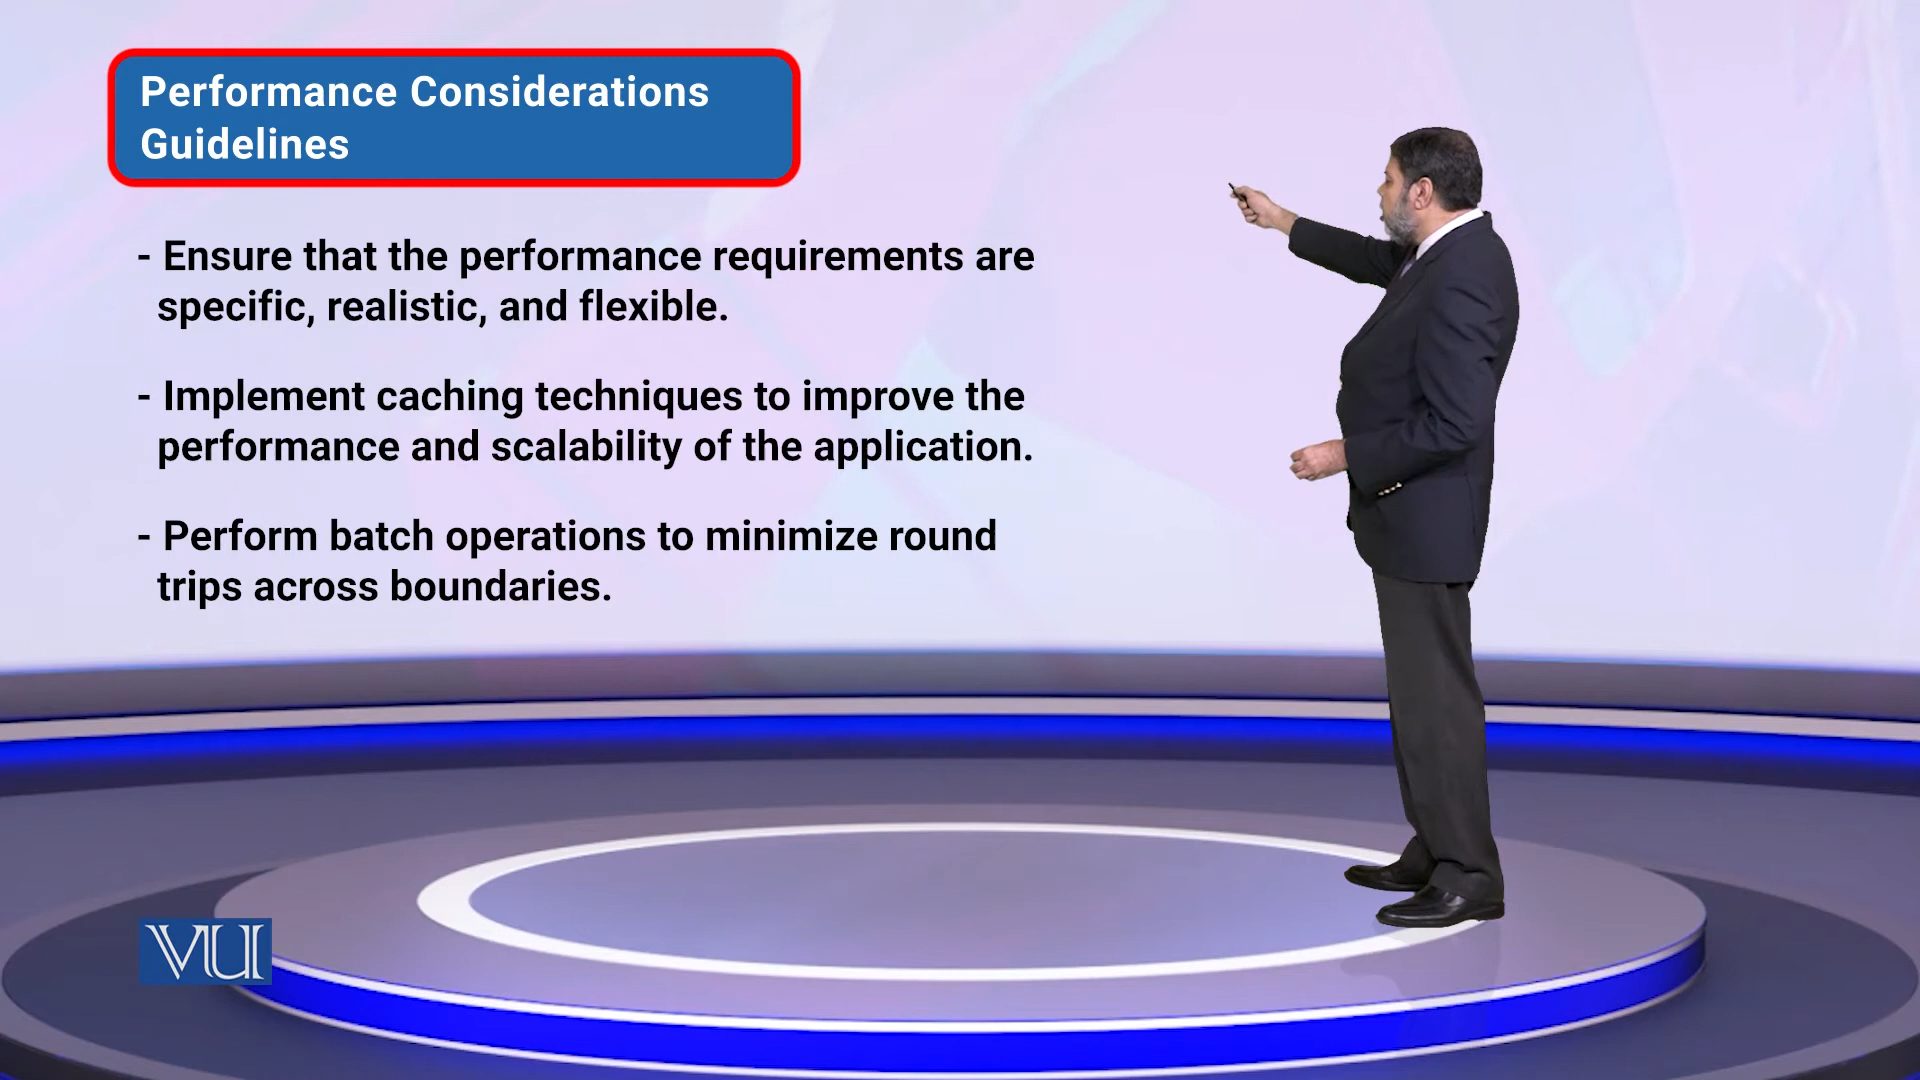 Performance Considerations
Guidelines
- Ensure that the performance requirements are
specific, realistic, and flexible.
- Implement caching techniques to improve the
performance and scalability of the application.
- Perform batch operations to minimize round
trips across boundaries.
VU